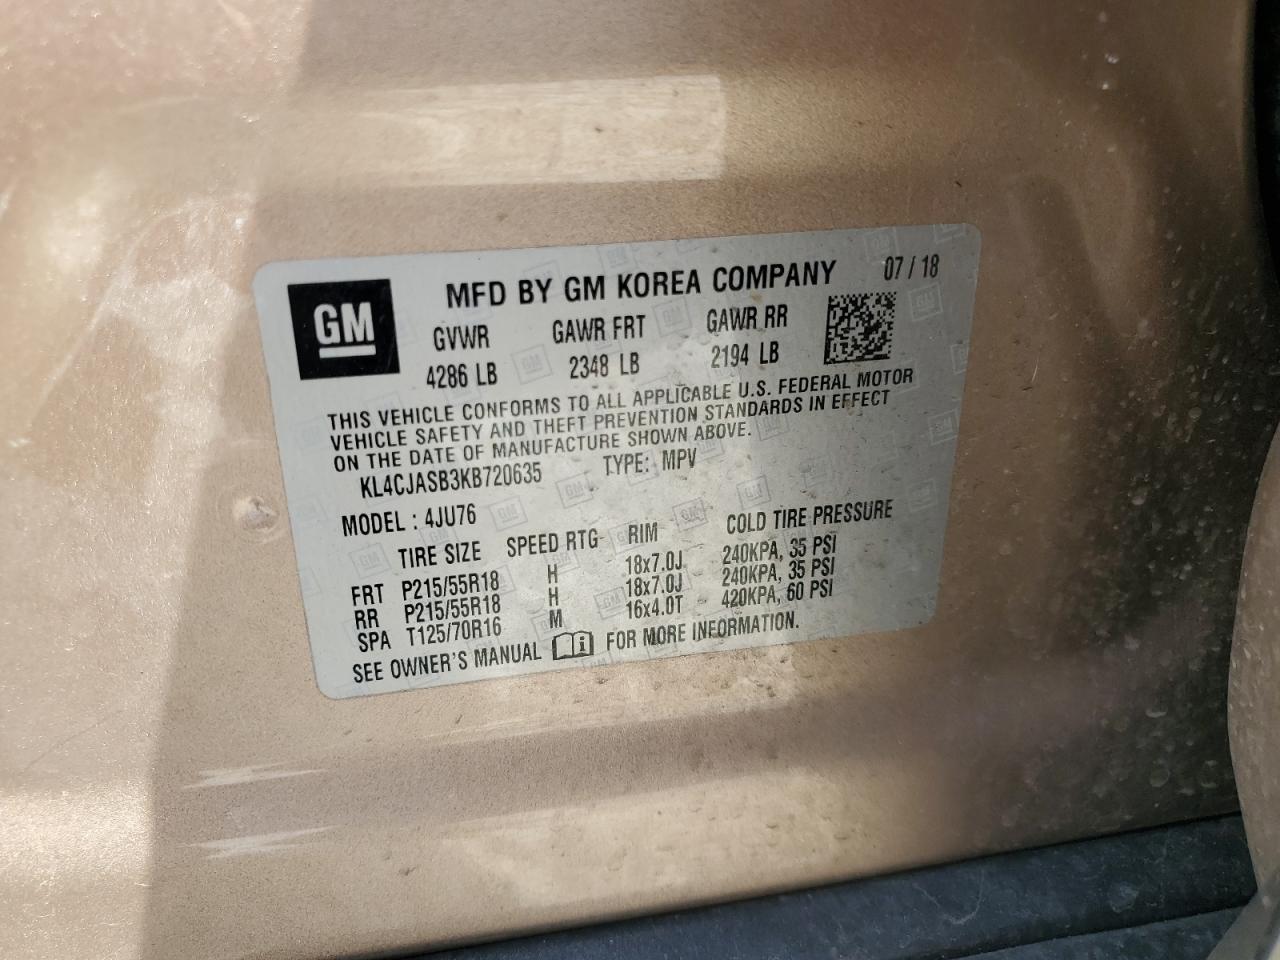 GM
MFD BY GM KOREA COMPANY 07 / 18
GVWR GAWR FRT GAWR RR
4286 LB 2348 LB 2194 LB
THIS VEHICLE CONFORMS TO ALL APPLICABLE U.S. FEDERAL MOTOR
VEHICLE SAFETY AND THEFT PREVENTION STANDARDS IN EFFECT
ON THE DATE OF MANUFACTURE SHOWN ABOVE.
KL4CJASB3KB720635 TYPE: MPV
MODEL : 4JU76
TIRE SIZE SPEED RTG RIM COLD TIRE PRESSURE
FRT P215/55R18 H 18x7.0J 240KPA, 35 PSI
RR P215/55R18 H 18x7.0J 240KPA, 35 PSI
SPA T125/70R16 M 16x4.0T 420KPA, 60 PSI
SEE OWNER'S MANUAL i FOR MORE INFORMATION.